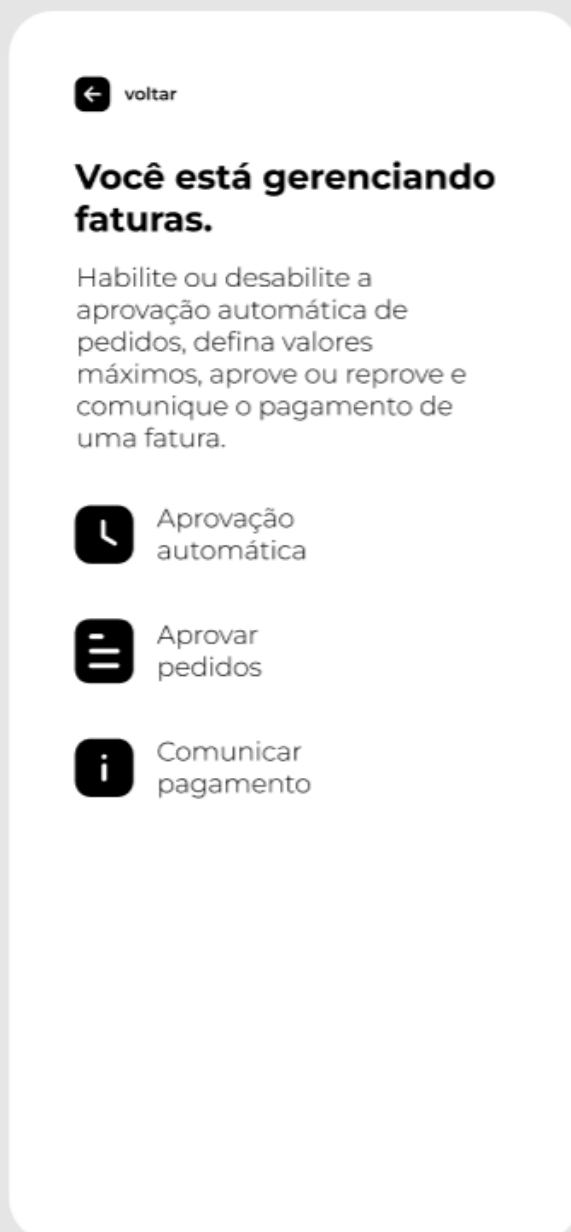 voltar
Você está gerenciando
faturas.
Habilite ou desabilite a
aprovação automática de
pedidos, defina valores
máximos, aprove ou reprove e
comunique o pagamento de
uma fatura.
Aprovação
automática
Aprovar
pedidos
Comunicar
pagamento